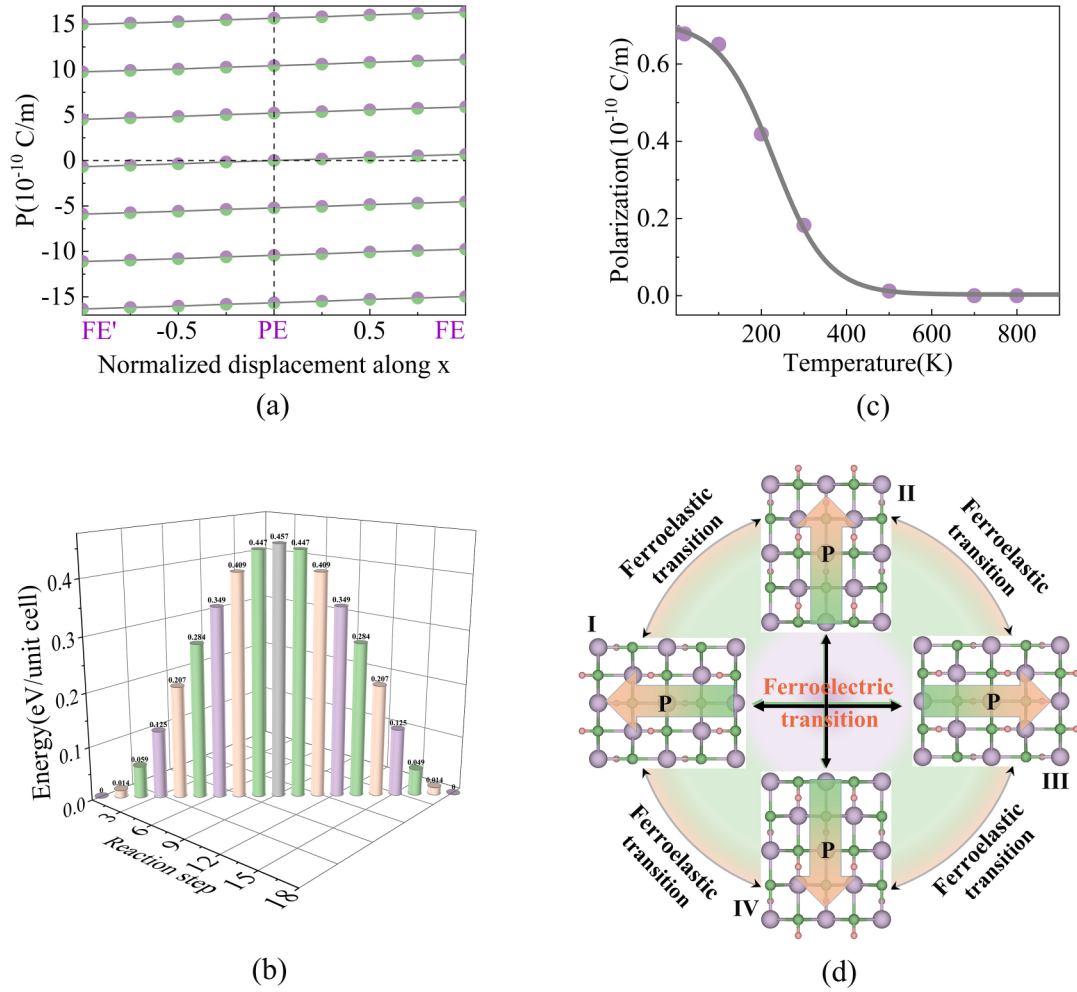 15
10
5
0
-5
-10
-15
P(10⁻¹⁰ C/m)
FE' -0.5 PE 0.5 FE
Normalized displacement along x
(a)
0.6
0.4
0.2
0.0
Polarization(10⁻¹⁰ C/m)
200 400 600 800
Temperature(K)
(c)
0.4
0.3
0.2
0.1
0.0
Energy(eV/unit cell)
0 0.014 0.059 0.125 0.207 0.284 0.349 0.409 0.447 0.457 0.447 0.409 0.349 0.284 0.207 0.125 0.049 0.014 0
3 6 9 12 15 18
Reaction step
(b)
Ferroelastic
transition
II
Ferroelastic
transition
P
I
P
Ferroelectric
transition
P
III
P
Ferroelastic
transition
IV
Ferroelastic
transition
(d)